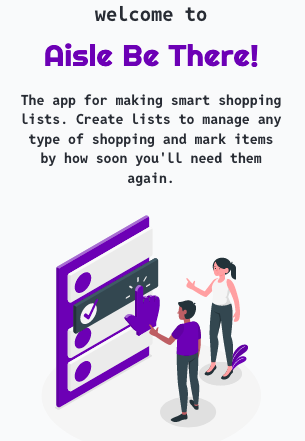 welcome to
Aisle Be There!
The app for making smart shopping
lists. Create lists to manage any
type of shopping and mark items
by how soon you'll need them
again.